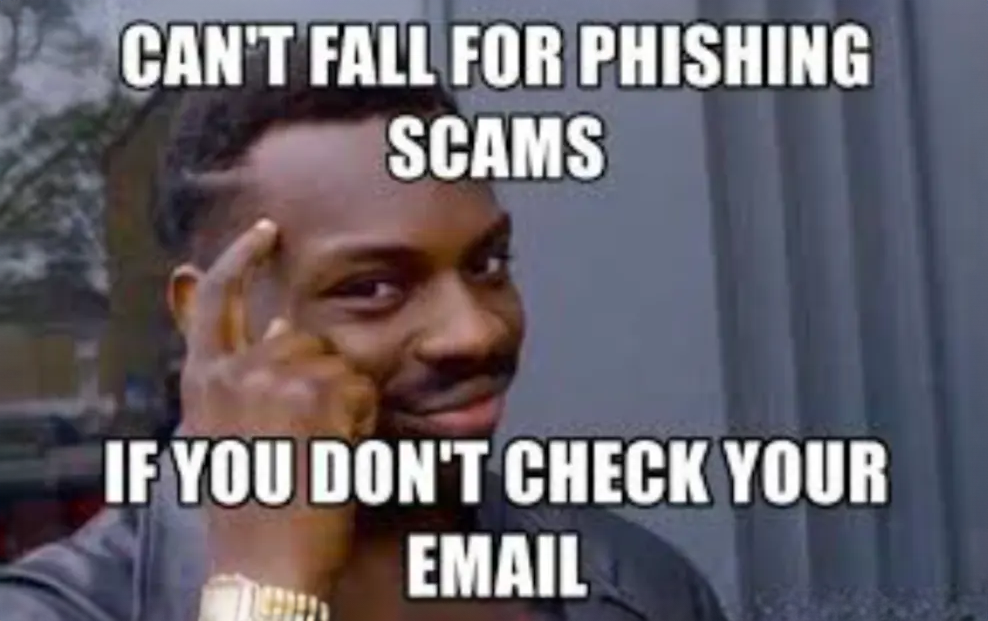 CAN'T FALL FOR PHISHING
SCAMS
IF YOU DON'T CHECK YOUR
EMAIL